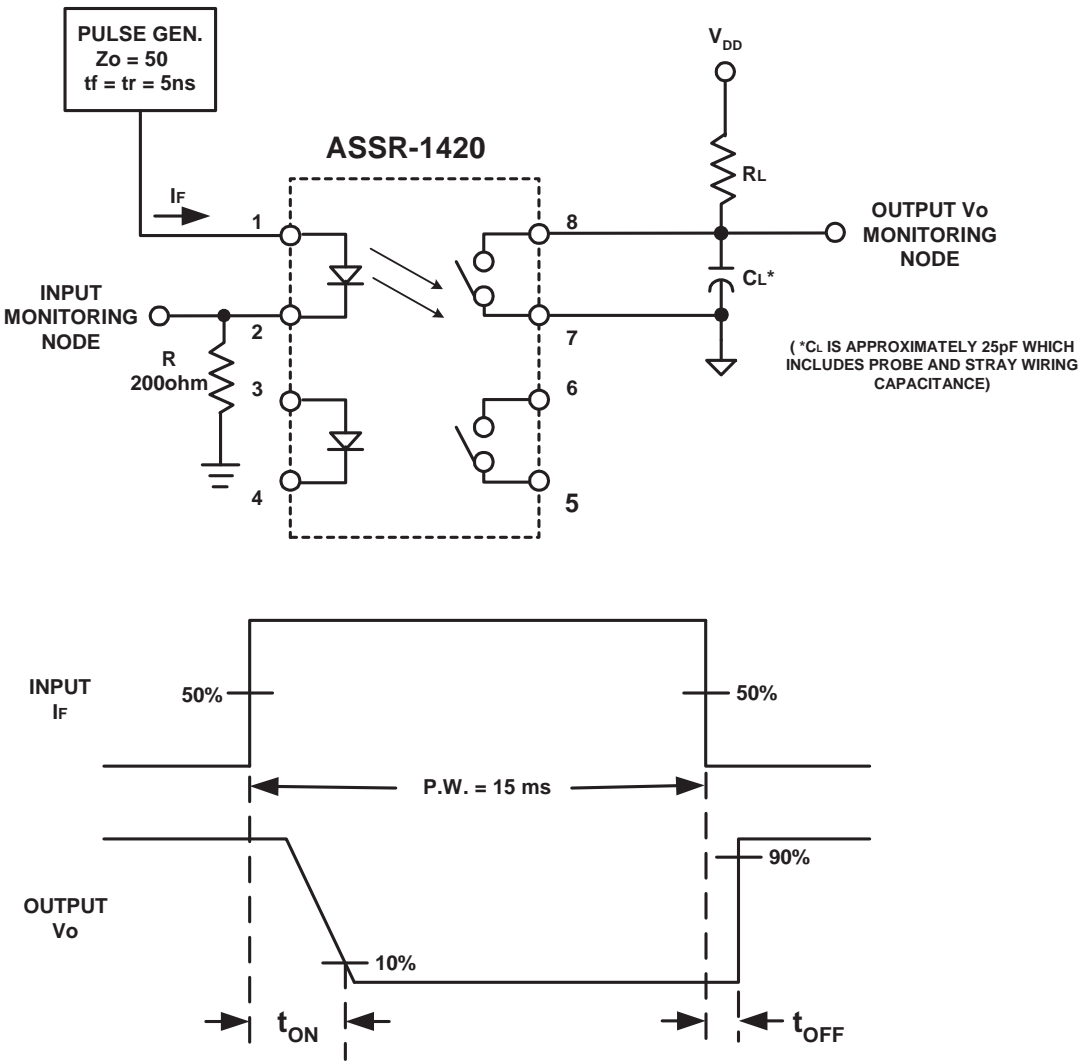 PULSE GEN.
Zo = 50
tf = tr = 5ns
VDD
ASSR-1420
RL
IF
1
8
OUTPUT Vo
MONITORING
NODE
CL*
INPUT
MONITORING
NODE
2
7
R
200ohm
( *CL IS APPROXIMATELY 25pF WHICH
INCLUDES PROBE AND STRAY WIRING
CAPACITANCE)
3
6
4
5
INPUT
IF
50%
50%
P.W. = 15 ms
90%
OUTPUT
Vo
10%
tON
tOFF